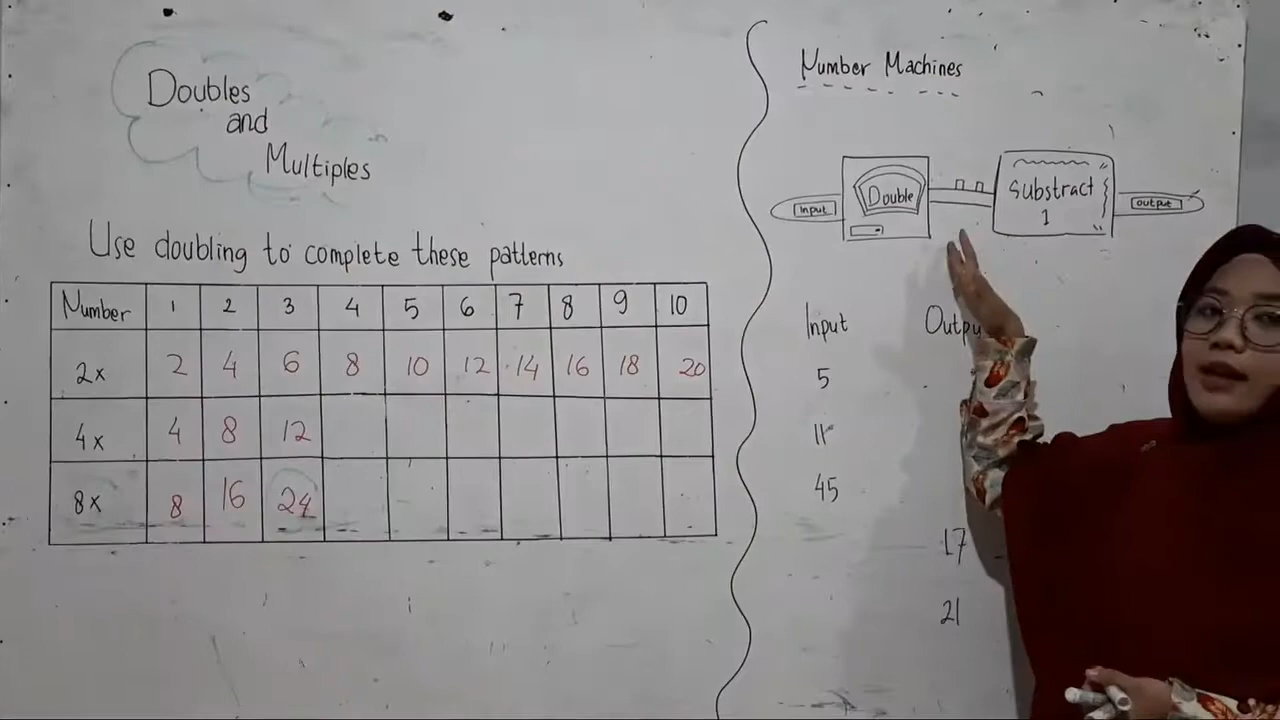 Doubles
and
Multiples
Use doubling to complete these patterns
Number 1 2 3 4 5 6 7 8 9 10
2x 2 4 6 8 10 12 14 16 18 20
4x 4 8 12
8x 8 16 24
Number Machines
Input Double Substract 1 output
Input Outpu
5
11
45
17
21